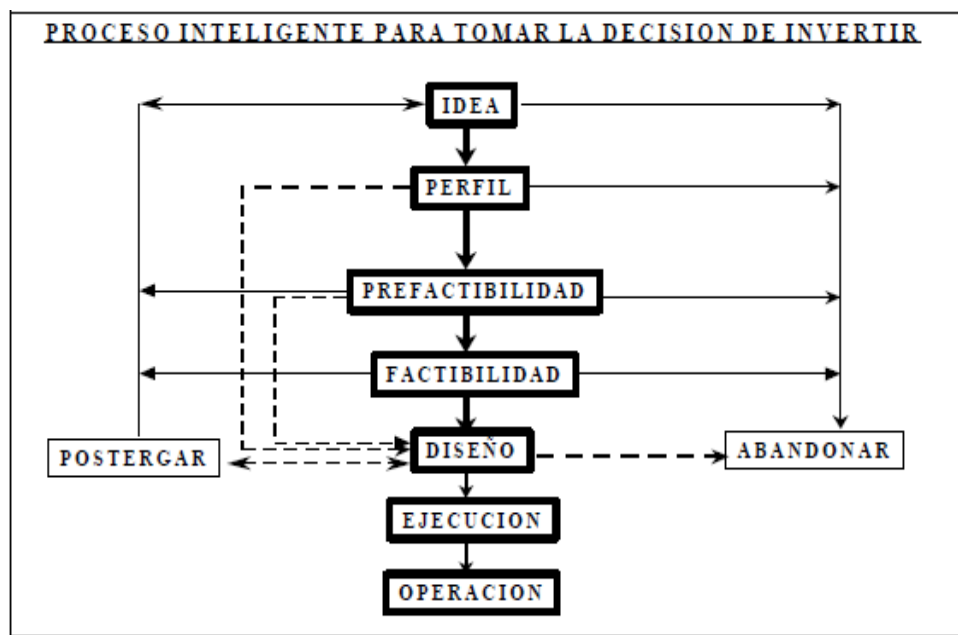 PROCESO INTELIGENTE PARA TOMAR LA DECISION DE INVERTIR
IDEA
PERFIL
PREFACTIBILIDAD
FACTIBILIDAD
POSTERGAR
DISEÑO
ABANDONAR
EJECUCION
OPERACION